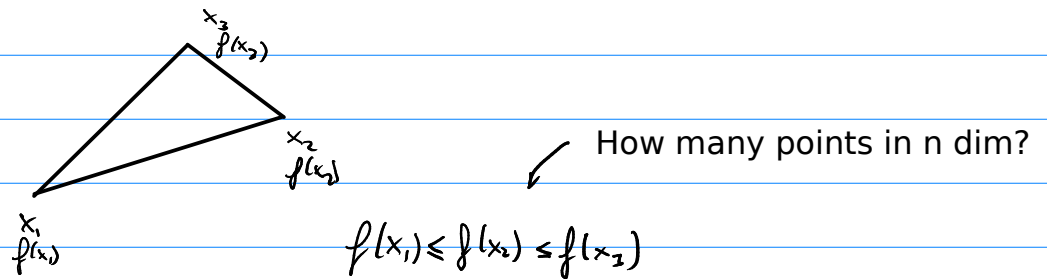 x₃
f(x₃)
How many points in n dim?
x₂
f(x₂)
x₁
f(x₁)
f(x₁) ≤ f(x₂) ≤ f(x₃)